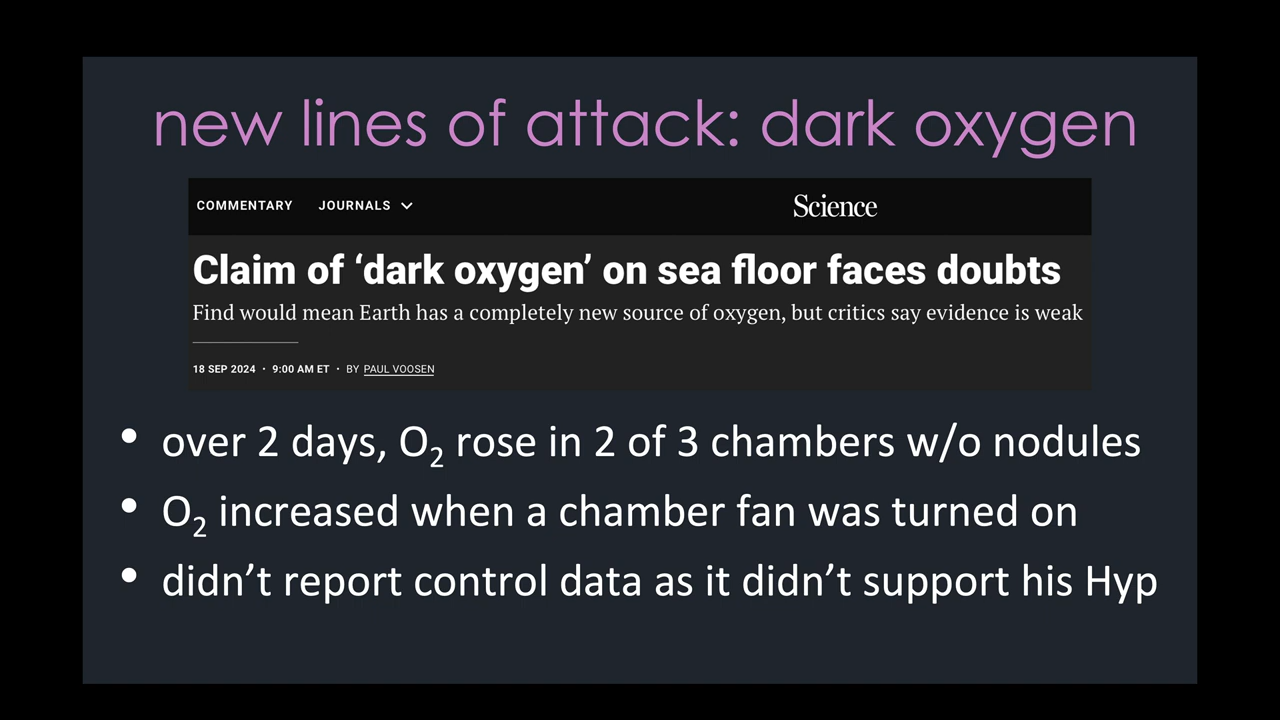 new lines of attack: dark oxygen
COMMENTARY JOURNALS Science
Claim of ‘dark oxygen’ on sea floor faces doubts
Find would mean Earth has a completely new source of oxygen, but critics say evidence is weak
18 SEP 2024 • 9:00 AM ET • BY PAUL VOOSEN
• over 2 days, O₂ rose in 2 of 3 chambers w/o nodules
• O₂ increased when a chamber fan was turned on
• didn’t report control data as it didn’t support his Hyp